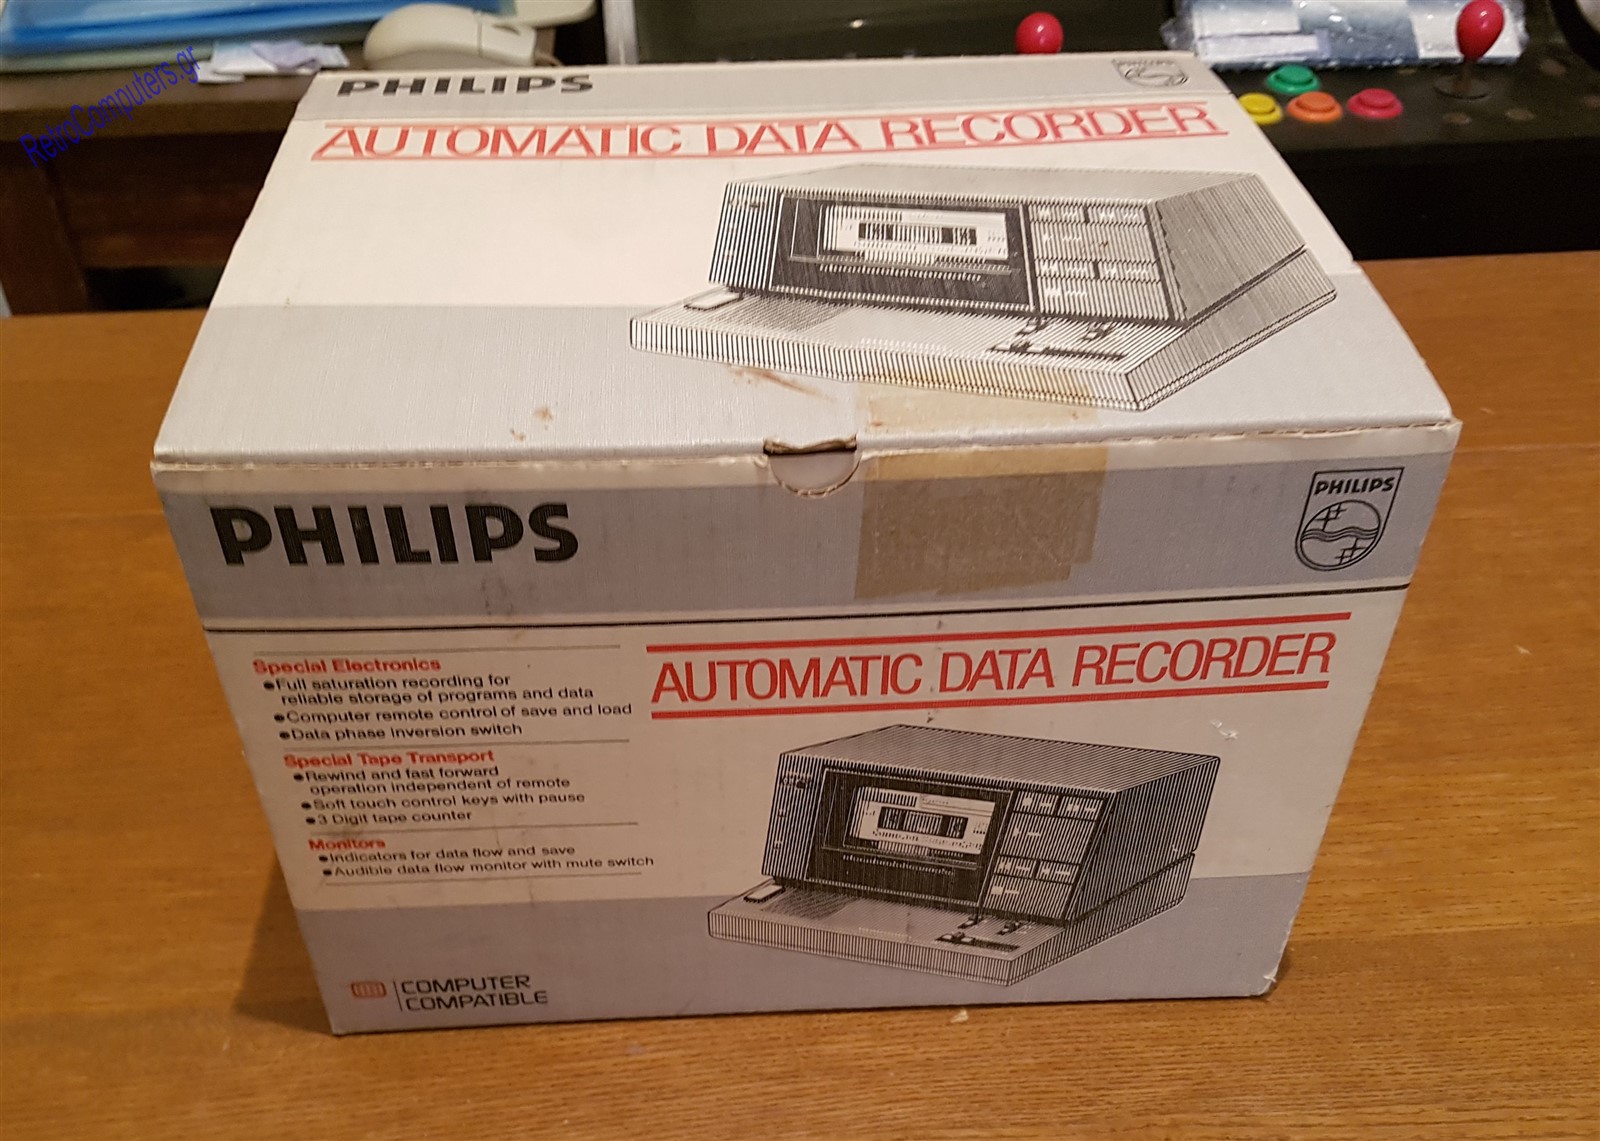 RetroComputers.gr
PHILIPS
PHILIPS
AUTOMATIC DATA RECORDER
PHILIPS
PHILIPS
AUTOMATIC DATA RECORDER
Special Electronics
●Full saturation recording for
reliable storage of programs and data
●Computer remote control of save and load
●Data phase inversion switch
Special Tape Transport
●Rewind and fast forward
operation independent of remote
●Soft touch control keys with pause
●3 Digit tape counter
Monitors
●Indicators for data flow and save
●Audible data flow monitor with mute switch
COMPUTER
COMPATIBLE